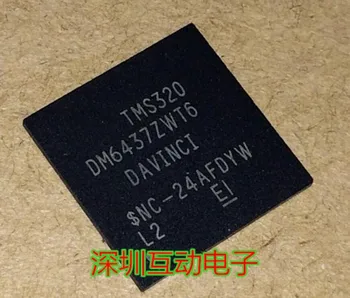 TMS320
DM6437ZWT6
DAVINCI
$NC-24AFDYW
L2 EI
深圳互动电子